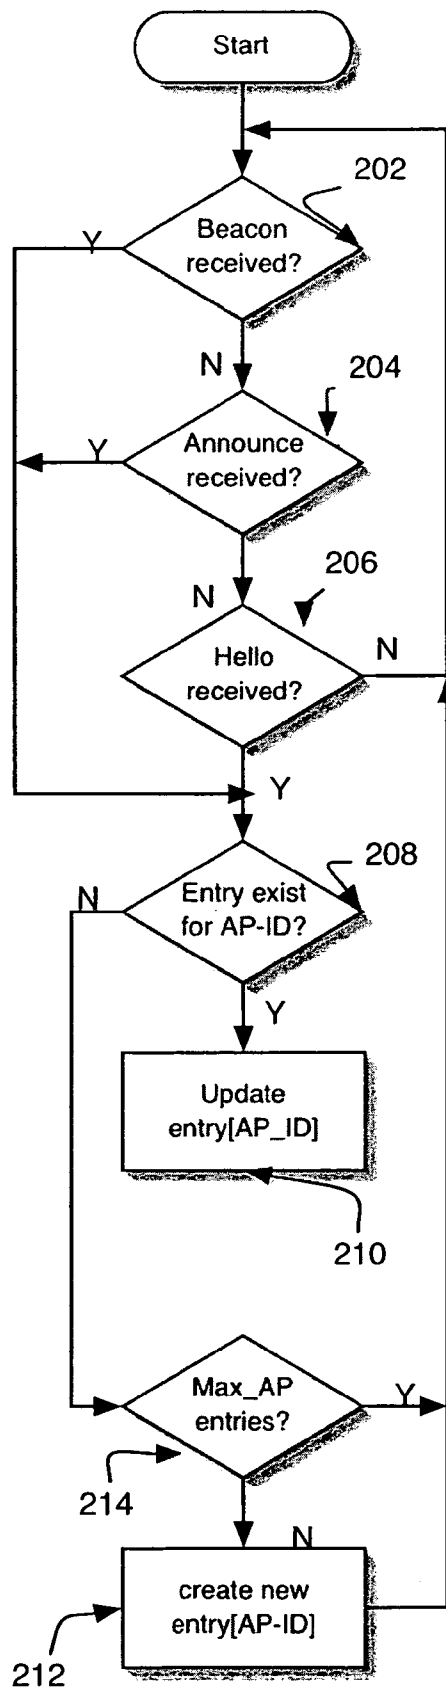 Start
202
Beacon
received?
Y
N
204
Announce
received?
Y
N
206
Hello
received?
N
Y
208
Entry exist
for AP-ID?
N
Y
Update
entry[AP_ID]
210
Max_AP
entries?
Y
214
N
create new
entry[AP-ID]
212